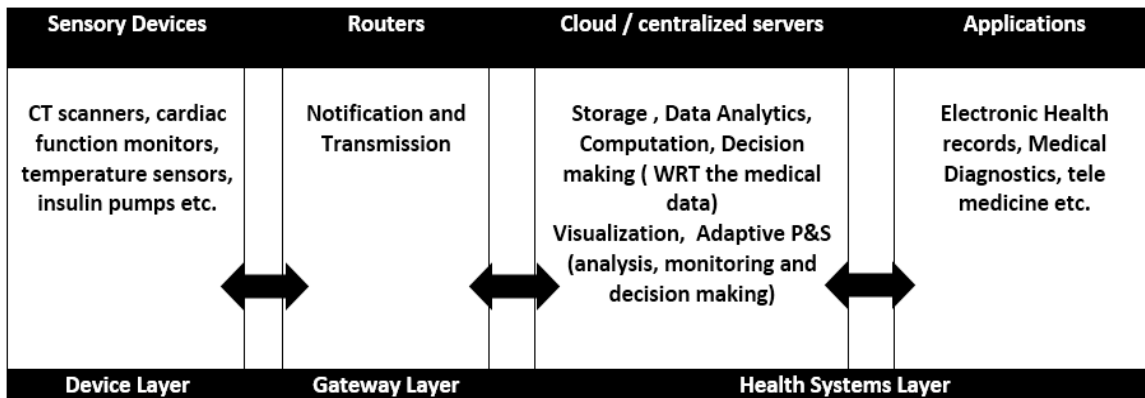 Sensory Devices
Routers
Cloud / centralized servers
Applications
CT scanners, cardiac
function monitors,
temperature sensors,
insulin pumps etc.
Notification and
Transmission
Storage , Data Analytics,
Computation, Decision
making ( WRT the medical
data)
Visualization, Adaptive P&S
(analysis, monitoring and
decision making)
Electronic Health
records, Medical
Diagnostics, tele
medicine etc.
Device Layer
Gateway Layer
Health Systems Layer